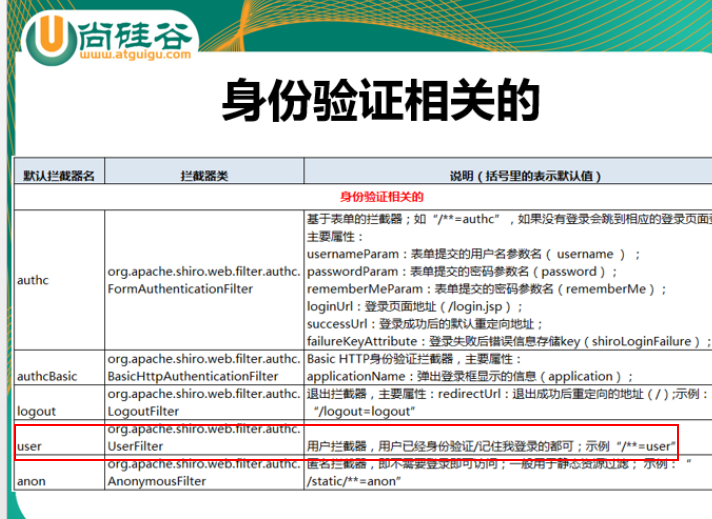 尚硅谷
www.atguigu.com
身份验证相关的
默认拦截器名 拦截器类 说明（括号里的表示默认值）
身份验证相关的
基于表单的拦截器；如“/**=authc”，如果没有登录会跳到相应的登录页面
主要属性：
usernameParam：表单提交的用户名参数名（ username ）；
passwordParam：表单提交的密码参数名（password）；
rememberMeParam：表单提交的密码参数名（rememberMe）；
loginUrl：登录页面地址（/login.jsp）；
successUrl：登录成功后的默认重定向地址；
failureKeyAttribute：登录失败后错误信息存储key（shiroLoginFailure）；
authc
org.apache.shiro.web.filter.authc.
FormAuthenticationFilter
authcBasic
org.apache.shiro.web.filter.authc.
BasicHttpAuthenticationFilter
Basic HTTP身份验证拦截器，主要属性：
applicationName：弹出登录框显示的信息（application）；
logout
org.apache.shiro.web.filter.authc.
LogoutFilter
退出拦截器，主要属性：redirectUrl：退出成功后重定向的地址（/）;示例：
“/logout=logout”
user
org.apache.shiro.web.filter.authc.
UserFilter
用户拦截器，用户已经身份验证/记住我登录的都可；示例“/**=user”
anon
org.apache.shiro.web.filter.authc.
AnonymousFilter
匿名拦截器，即不需要登录即可访问；一般用于静态资源过滤；示例：“
/static/**=anon”